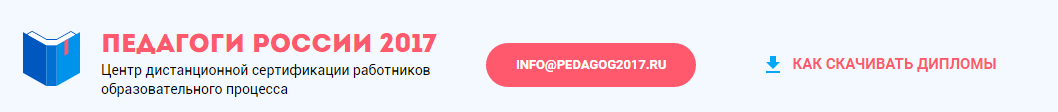 ПЕДАГОГИ РОССИИ 2017
Центр дистанционной сертификации работников
образовательного процесса
INFO@PEDAGOG2017.RU
КАК СКАЧИВАТЬ ДИПЛОМЫ